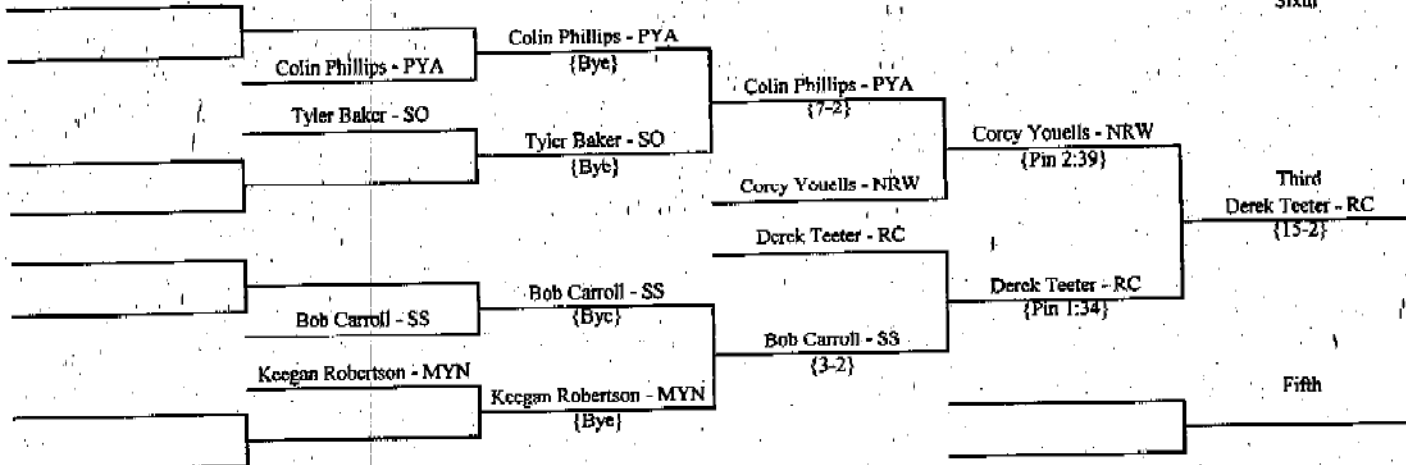 Sixth
Colin Phillips - PYA
{Bye}
Colin Phillips - PYA
Colin Phillips - PYA
{7-2}
Tyler Baker - SO
Tyler Baker - SO
{Bye}
Corey Youells - NRW
{Pin 2:39}
Corey Youells - NRW
Third
Derek Teeter - RC
{15-2}
Derek Teeter - RC
Derek Teeter - RC
{Pin 1:34}
Bob Carroll - SS
{Bye}
Bob Carroll - SS
Bob Carroll - SS
{3-2}
Keegan Robertson - MYN
Keegan Robertson - MYN
{Bye}
Fifth